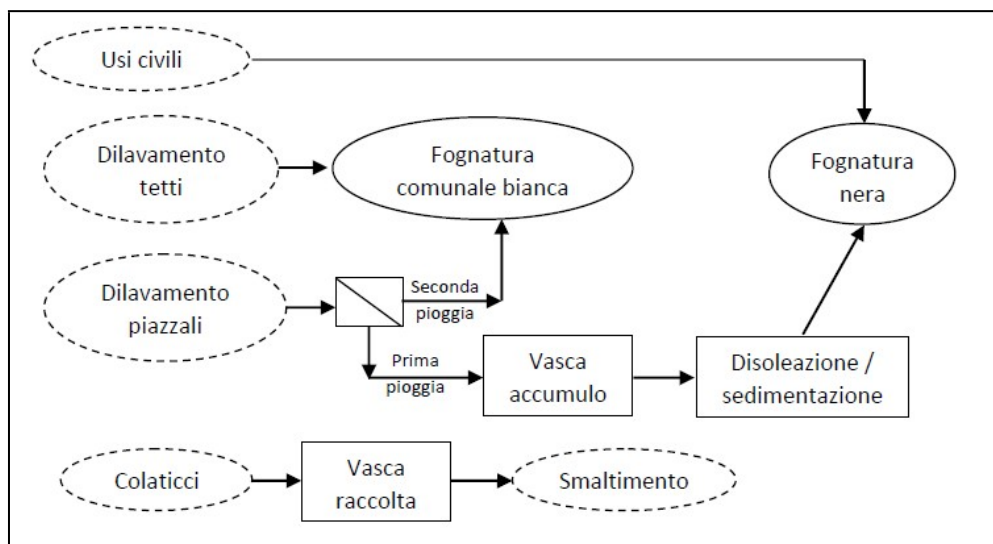 Usi civili
Dilavamento
tetti
Fognatura
comunale bianca
Fognatura
nera
Dilavamento
piazzali
Seconda
pioggia
Prima
pioggia
Vasca
accumulo
Disoleazione /
sedimentazione
Colaticci
Vasca
raccolta
Smaltimento